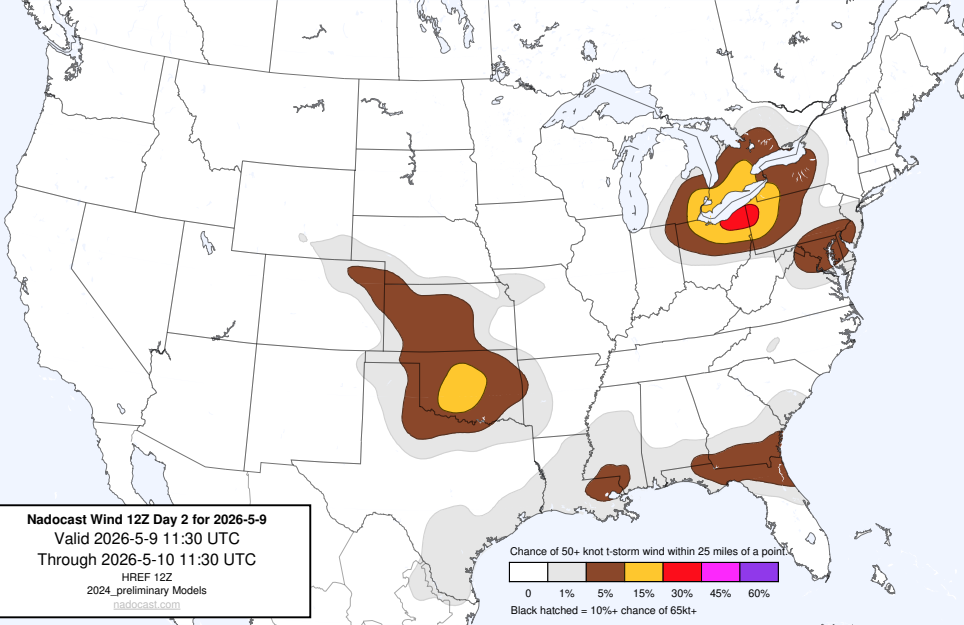 Nadocast Wind 12Z Day 2 for 2026-5-9
Valid 2026-5-9 11:30 UTC
Through 2026-5-10 11:30 UTC
HREF 12Z
2024_preliminary Models
nadocast.com
Chance of 50+ knot t-storm wind within 25 miles of a point.
0 1% 5% 15% 30% 45% 60%
Black hatched = 10%+ chance of 65kt+